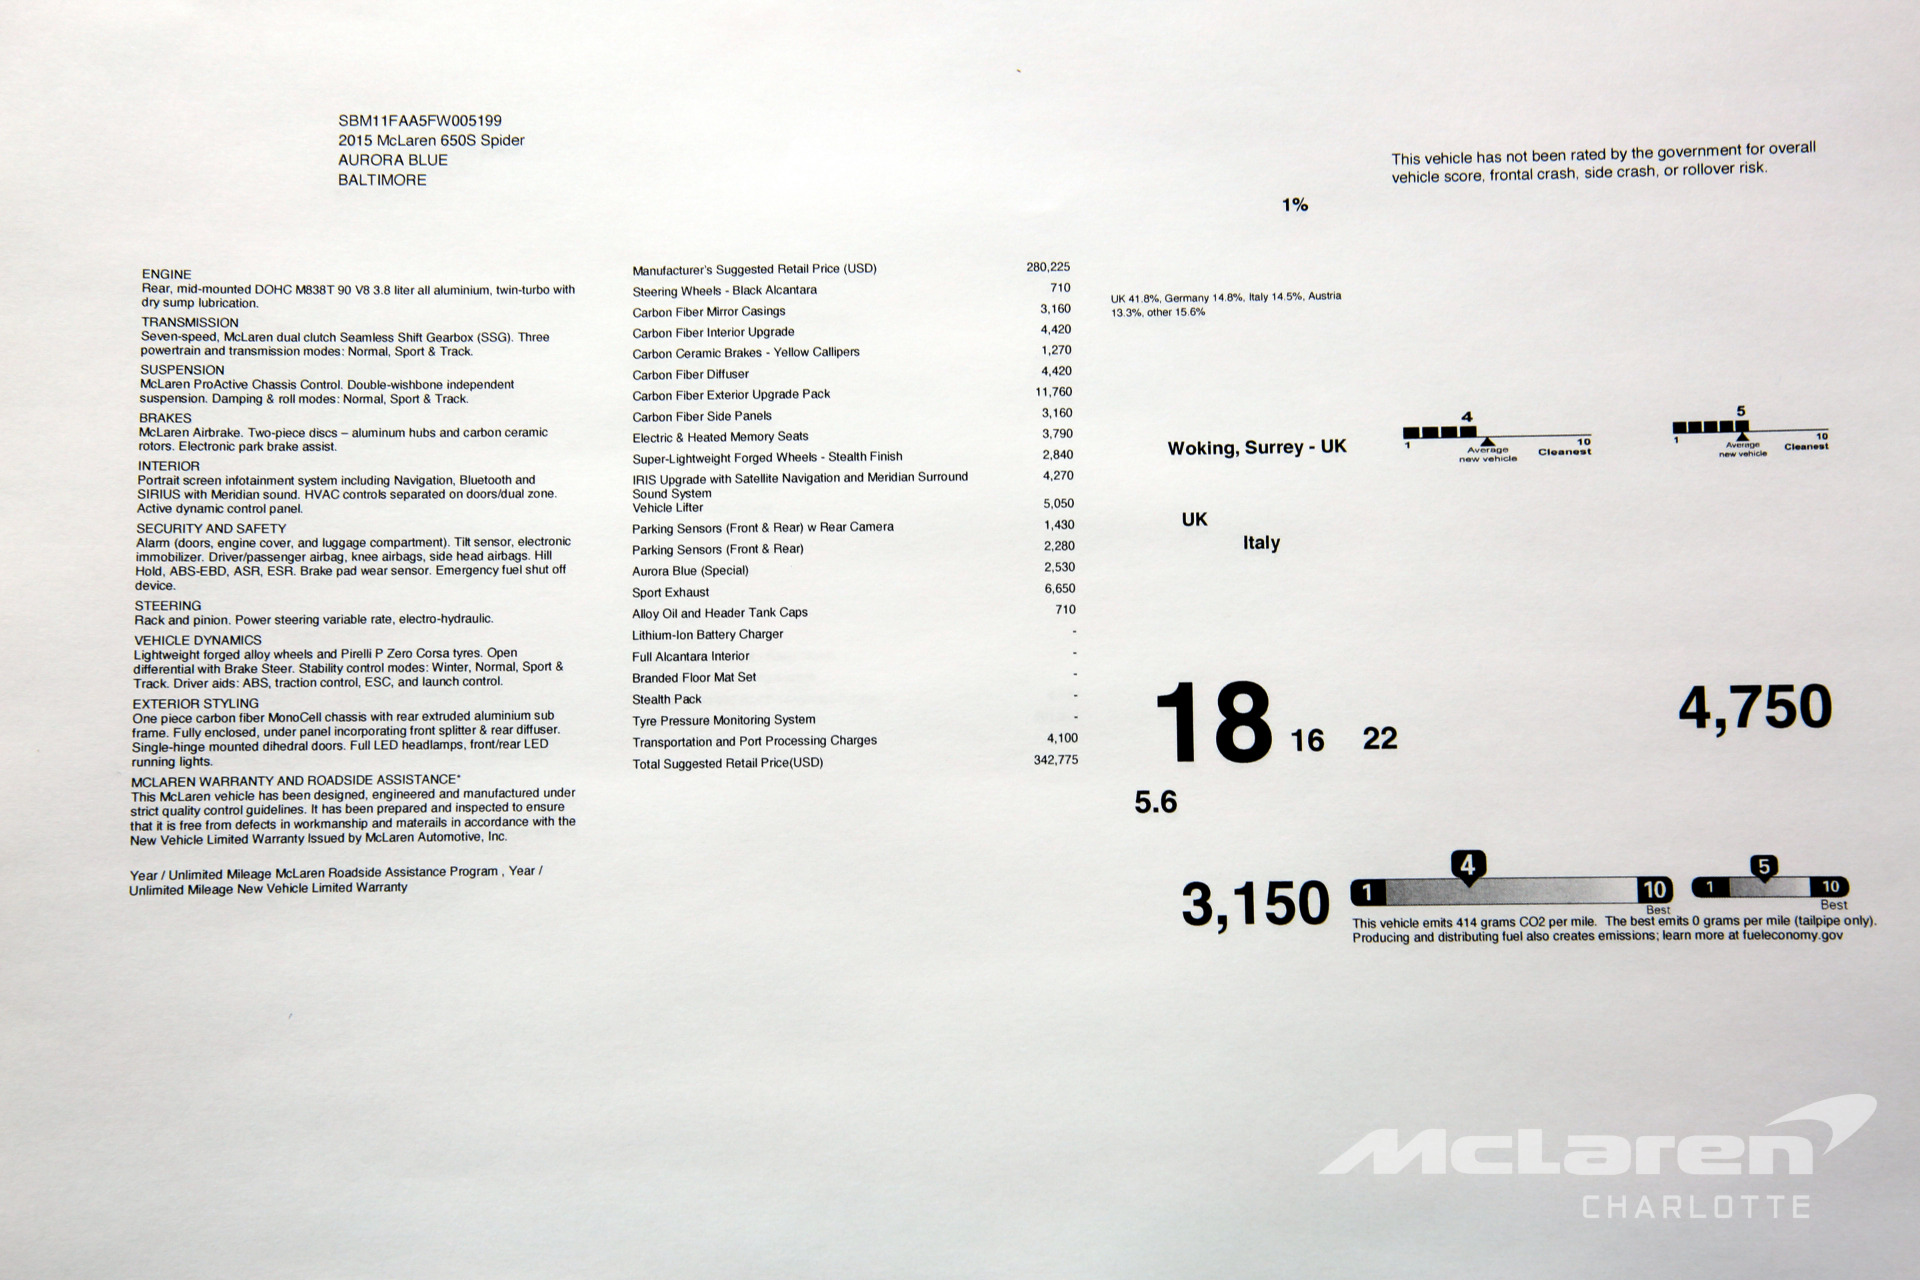 SBM11FAA5FW005199
2015 McLaren 650S Spider
AURORA BLUE
BALTIMORE
This vehicle has not been rated by the government for overall
vehicle score, frontal crash, side crash, or rollover risk.
1%
ENGINE
Rear, mid-mounted DOHC M838T 90 V8 3.8 liter all aluminium, twin-turbo with
dry sump lubrication.
TRANSMISSION
Seven-speed, McLaren dual clutch Seamless Shift Gearbox (SSG). Three
powertrain and transmission modes: Normal, Sport & Track.
SUSPENSION
McLaren ProActive Chassis Control. Double-wishbone independent
suspension. Damping & roll modes: Normal, Sport & Track.
BRAKES
McLaren Airbrake. Two-piece discs – aluminum hubs and carbon ceramic
rotors. Electronic park brake assist.
INTERIOR
Portrait screen infotainment system including Navigation, Bluetooth and
SIRIUS with Meridian sound. HVAC controls separated on doors/dual zone.
Active dynamic control panel.
SECURITY AND SAFETY
Alarm (doors, engine cover, and luggage compartment). Tilt sensor, electronic
immobilizer. Driver/passenger airbag, knee airbags, side head airbags. Hill
Hold, ABS-EBD, ASR, ESR. Brake pad wear sensor. Emergency fuel shut off
device.
STEERING
Rack and pinion. Power steering variable rate, electro-hydraulic.
VEHICLE DYNAMICS
Lightweight forged alloy wheels and Pirelli P Zero Corsa tyres. Open
differential with Brake Steer. Stability control modes: Winter, Normal, Sport &
Track. Driver aids: ABS, traction control, ESC, and launch control.
EXTERIOR STYLING
One piece carbon fiber MonoCell chassis with rear extruded aluminium sub
frame. Fully enclosed, under panel incorporating front splitter & rear diffuser.
Single-hinge mounted dihedral doors. Full LED headlamps, front/rear LED
running lights.
MCLAREN WARRANTY AND ROADSIDE ASSISTANCE*
This McLaren vehicle has been designed, engineered and manufactured under
strict quality control guidelines. It has been prepared and inspected to ensure
that it is free from defects in workmanship and materails in accordance with the
New Vehicle Limited Warranty Issued by McLaren Automotive, Inc.
Year / Unlimited Mileage McLaren Roadside Assistance Program , Year /
Unlimited Mileage New Vehicle Limited Warranty
Manufacturer's Suggested Retail Price (USD) 280,225
Steering Wheels - Black Alcantara 710
Carbon Fiber Mirror Casings 3,160
Carbon Fiber Interior Upgrade 4,420
Carbon Ceramic Brakes - Yellow Callipers 1,270
Carbon Fiber Diffuser 4,420
Carbon Fiber Exterior Upgrade Pack 11,760
Carbon Fiber Side Panels 3,160
Electric & Heated Memory Seats 3,790
Super-Lightweight Forged Wheels - Stealth Finish 2,840
IRIS Upgrade with Satellite Navigation and Meridian Surround 4,270
Sound System
Vehicle Lifter 5,050
Parking Sensors (Front & Rear) w Rear Camera 1,430
Parking Sensors (Front & Rear) 2,280
Aurora Blue (Special) 2,530
Sport Exhaust 6,650
Alloy Oil and Header Tank Caps 710
Lithium-Ion Battery Charger -
Full Alcantara Interior -
Branded Floor Mat Set -
Stealth Pack -
Tyre Pressure Monitoring System -
Transportation and Port Processing Charges 4,100
Total Suggested Retail Price(USD) 342,775
UK 41.8%, Germany 14.8%, Italy 14.5%, Austria
13.3%, other 15.6%
Woking, Surrey - UK
4
1 10
Average
new vehicle
Cleanest
5
1 10
Average
new vehicle
Cleanest
UK
Italy
18 16 22
4,750
5.6
3,150
4
1 10
Best
5
1 10
Best
This vehicle emits 414 grams CO2 per mile. The best emits 0 grams per mile (tailpipe only).
Producing and distributing fuel also creates emissions; learn more at fueleconomy.gov
McLaren
CHARLOTTE